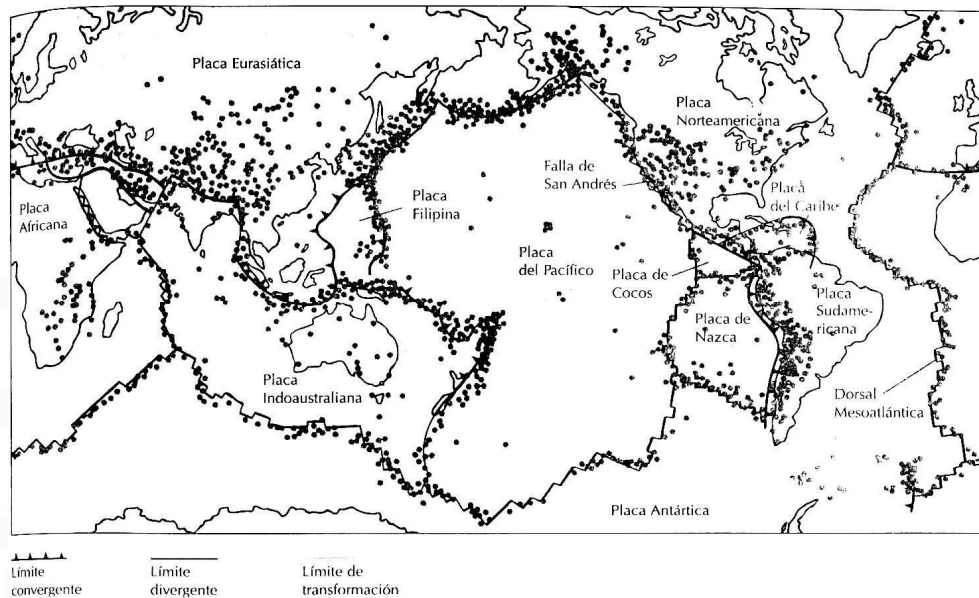 Placa Eurasiática
Placa
Norteamericana
Falla de
San Andrés
Placa
del Caribe
Placa
Africana
Placa
Filipina
Placa
del Pacífico
Placa de
Cocos
Placa
Sudame-
ricana
Placa de
Nazca
Placa
Indoaustraliana
Dorsal
Mesoatlántica
Placa Antártica
Límite
convergente
Límite
divergente
Límite de
transformación